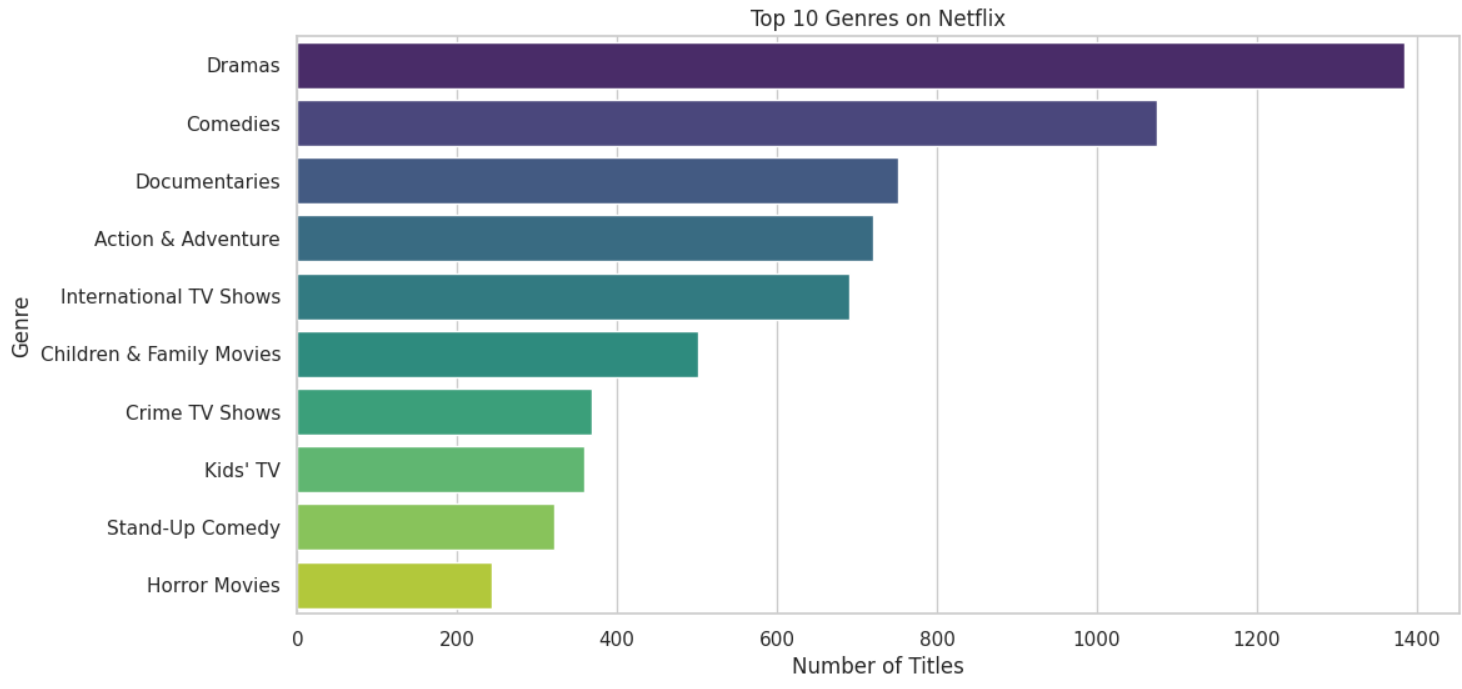 Top 10 Genres on Netflix
Dramas
Comedies
Documentaries
Action & Adventure
International TV Shows
Children & Family Movies
Crime TV Shows
Kids' TV
Stand-Up Comedy
Horror Movies
Genre
0 200 400 600 800 1000 1200 1400
Number of Titles